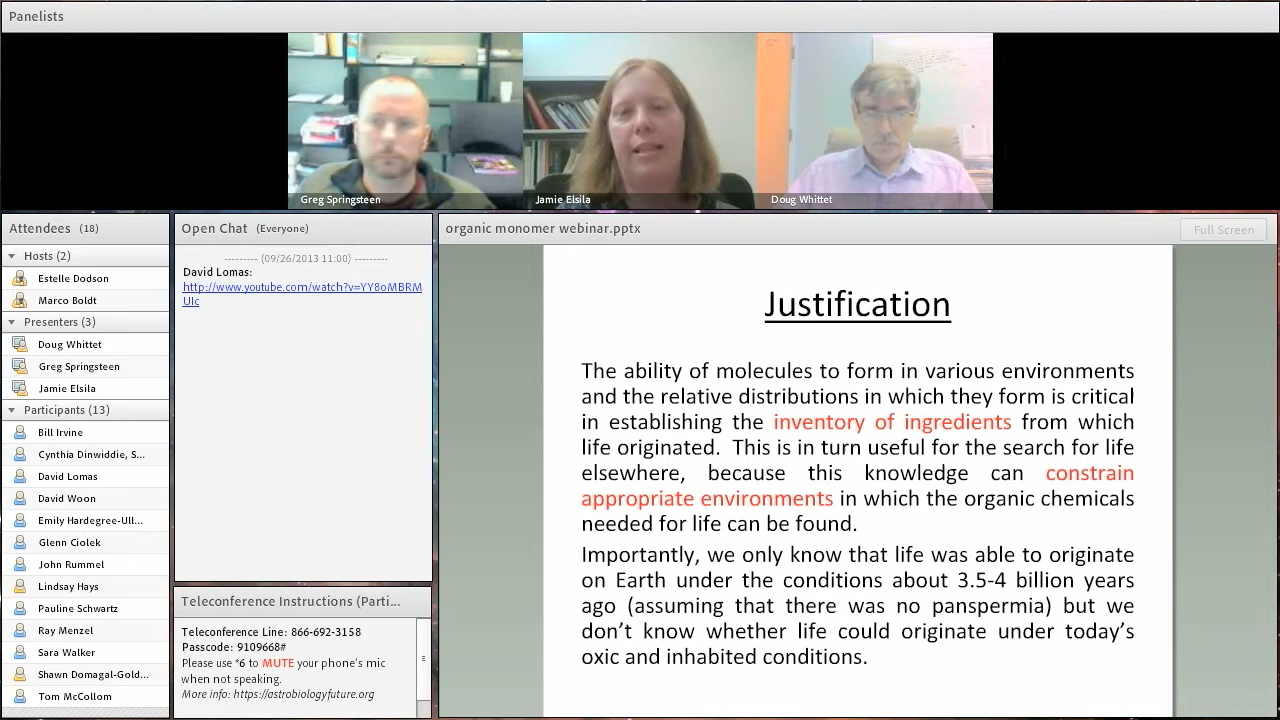 Panelists
Greg Springsteen
Jamie Elsila
Doug Whittet
Attendees (18)
Hosts (2)
Estelle Dodson
Marco Boldt
Presenters (3)
Doug Whittet
Greg Springsteen
Jamie Elsila
Participants (13)
Bill Irvine
Cynthia Dinwiddie, S...
David Lomas
David Woon
Emily Hardegree-Ull...
Glenn Ciolek
John Rummel
Lindsay Hays
Pauline Schwartz
Ray Menzel
Sara Walker
Shawn Domagal-Gold...
Tom McCollom
Open Chat (Everyone)
--------- (09/26/2013 11:00) ---------
David Lomas:
http://www.youtube.com/watch?v=YY8oMBRM
UIc
Teleconference Instructions (Parti...
Teleconference Line: 866-692-3158
Passcode: 9109668#
Please use *6 to MUTE your phone's mic
when not speaking.
More info: https://astrobiologyfuture.org
organic monomer webinar.pptx
Full Screen
Justification
The ability of molecules to form in various environments
and the relative distributions in which they form is critical
in establishing the inventory of ingredients from which
life originated. This is in turn useful for the search for life
elsewhere, because this knowledge can constrain
appropriate environments in which the organic chemicals
needed for life can be found.
Importantly, we only know that life was able to originate
on Earth under the conditions about 3.5-4 billion years
ago (assuming that there was no panspermia) but we
don't know whether life could originate under today's
oxic and inhabited conditions.